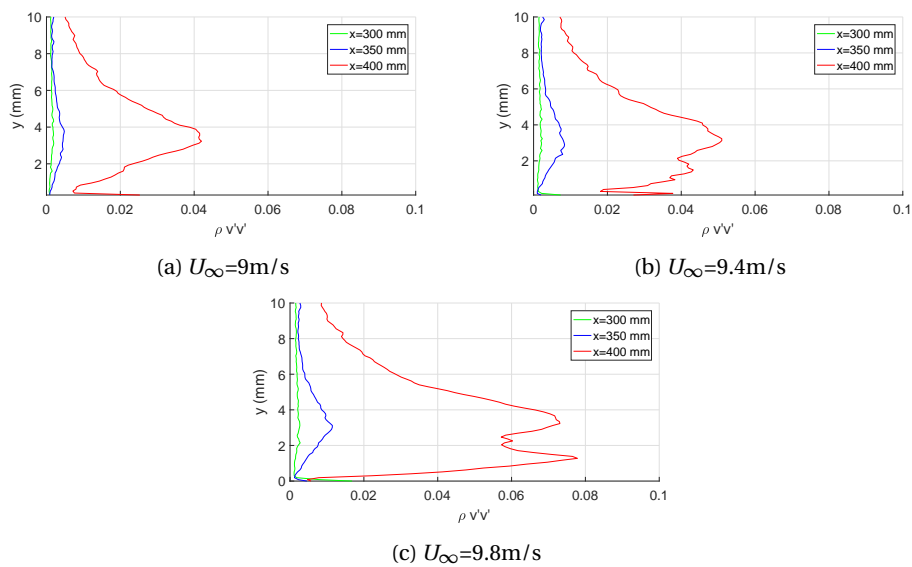 10
8
6
4
2
y (mm)
0
0.02
0.04
0.06
0.08
0.1
ρ v'v'
x=300 mm
x=350 mm
x=400 mm
(a) U∞=9m/s
10
8
6
4
2
y (mm)
0
0.02
0.04
0.06
0.08
0.1
ρ v'v'
x=300 mm
x=350 mm
x=400 mm
(b) U∞=9.4m/s
10
8
6
4
2
0
y (mm)
0
0.02
0.04
0.06
0.08
0.1
ρ v'v'
x=300 mm
x=350 mm
x=400 mm
(c) U∞=9.8m/s